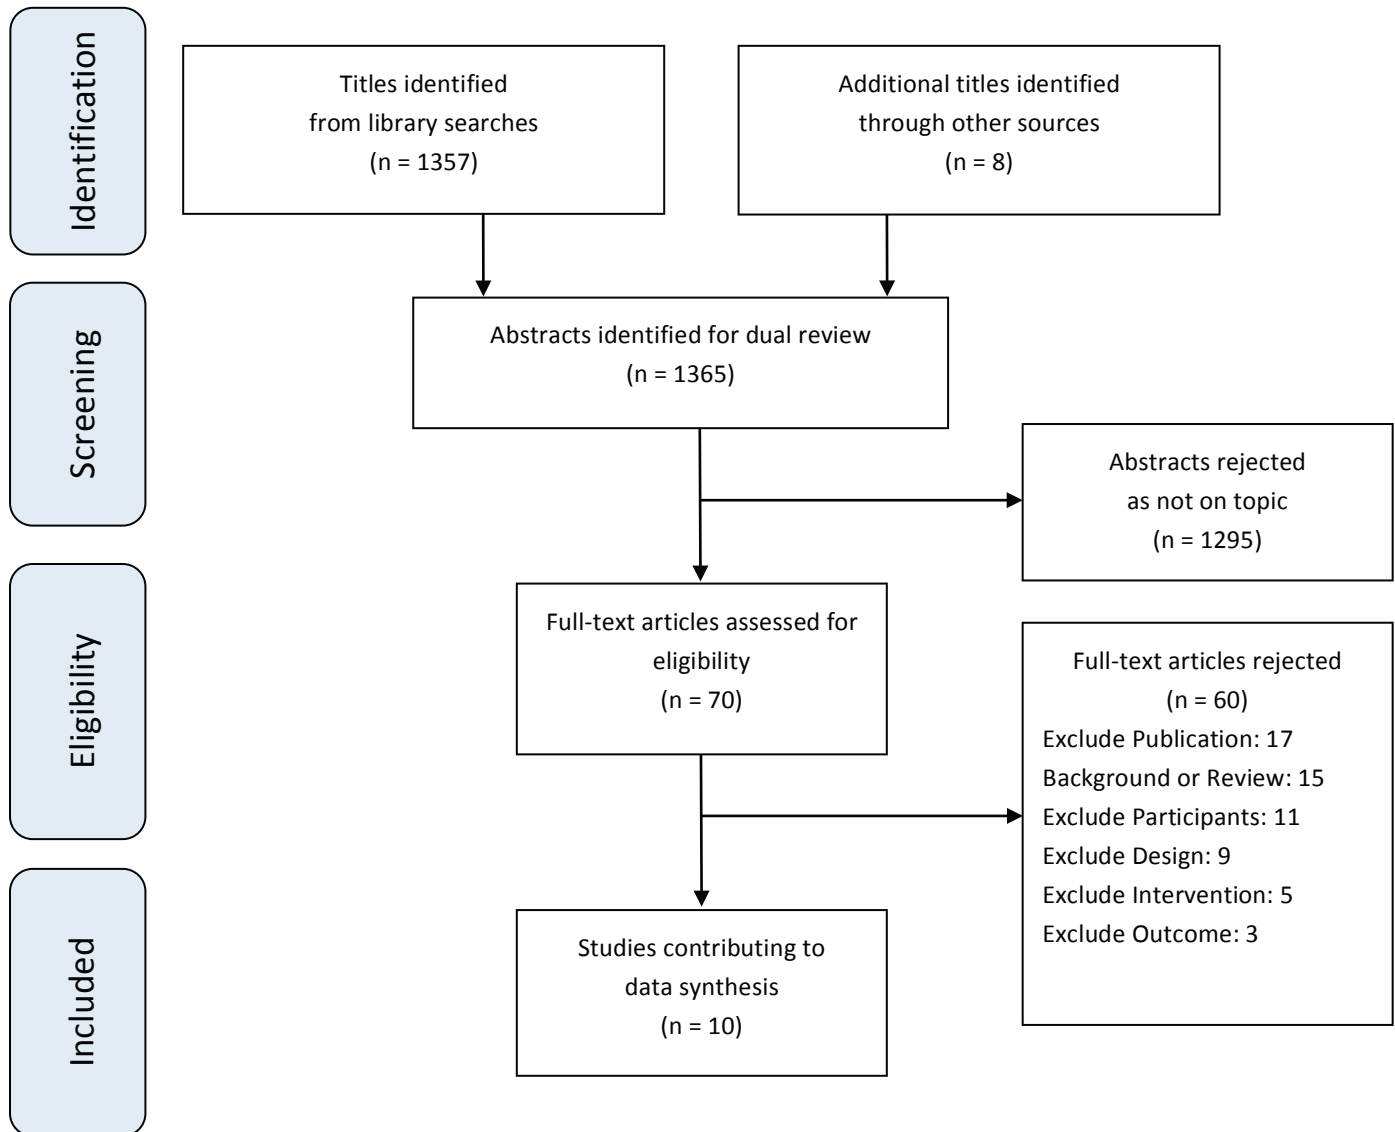 Identification
Titles identified
from library searches
(n = 1357)
Additional titles identified
through other sources
(n = 8)
Screening
Abstracts identified for dual review
(n = 1365)
Abstracts rejected
as not on topic
(n = 1295)
Eligibility
Full-text articles assessed for
eligibility
(n = 70)
Full-text articles rejected
(n = 60)
Exclude Publication: 17
Background or Review: 15
Exclude Participants: 11
Exclude Design: 9
Exclude Intervention: 5
Exclude Outcome: 3
Included
Studies contributing to
data synthesis
(n = 10)